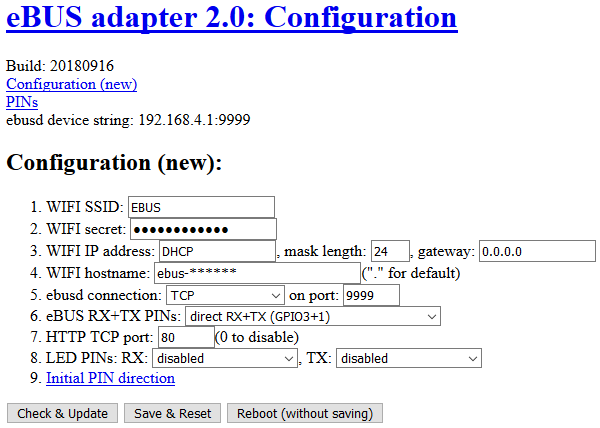 eBUS adapter 2.0: Configuration
Build: 20180916
Configuration (new)
PINs
ebusd device string: 192.168.4.1:9999
Configuration (new):
1. WIFI SSID: EBUS
2. WIFI secret: ●●●●●●●●●●●●
3. WIFI IP address: DHCP, mask length: 24, gateway: 0.0.0.0
4. WIFI hostname: ebus-******("." for default)
5. ebusd connection: TCP on port: 9999
6. eBUS RX+TX PINs: direct RX+TX (GPIO3+1)
7. HTTP TCP port: 80(0 to disable)
8. LED PINs: RX: disabled, TX: disabled
9. Initial PIN direction
Check & Update Save & Reset Reboot (without saving)